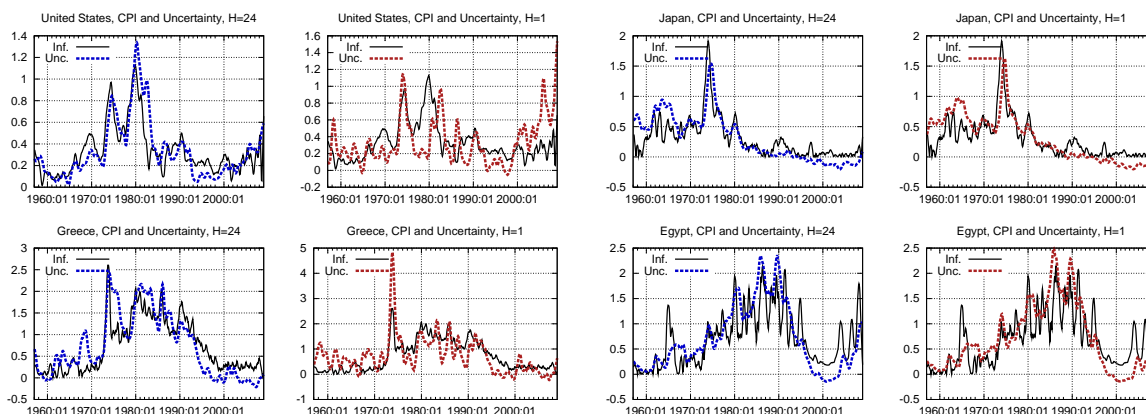 United States, CPI and Uncertainty, H=24
1.4
1.2
1
0.8
0.6
0.4
0.2
0
Inf.
Unc.
1960:01 1970:01 1980:01 1990:01 2000:01
United States, CPI and Uncertainty, H=1
1.6
1.4
1.2
1
0.8
0.6
0.4
0.2
0
-0.2
Inf.
Unc.
1960:01 1970:01 1980:01 1990:01 2000:01
Japan, CPI and Uncertainty, H=24
2
1.5
1
0.5
0
-0.5
Inf.
Unc.
1960:01 1970:01 1980:01 1990:01 2000:01
Japan, CPI and Uncertainty, H=1
2
1.5
1
0.5
0
-0.5
Inf.
Unc.
1960:01 1970:01 1980:01 1990:01 2000:01
Greece, CPI and Uncertainty, H=24
3
2.5
2
1.5
1
0.5
0
-0.5
Inf.
Unc.
1960:01 1970:01 1980:01 1990:01 2000:01
Greece, CPI and Uncertainty, H=1
5
4
3
2
1
0
-1
Inf.
Unc.
1960:01 1970:01 1980:01 1990:01 2000:01
Egypt, CPI and Uncertainty, H=24
2.5
2
1.5
1
0.5
0
-0.5
Inf.
Unc.
1960:01 1970:01 1980:01 1990:01 2000:01
Egypt, CPI and Uncertainty, H=1
2.5
2
1.5
1
0.5
0
-0.5
Inf.
Unc.
1960:01 1970:01 1980:01 1990:01 2000:01